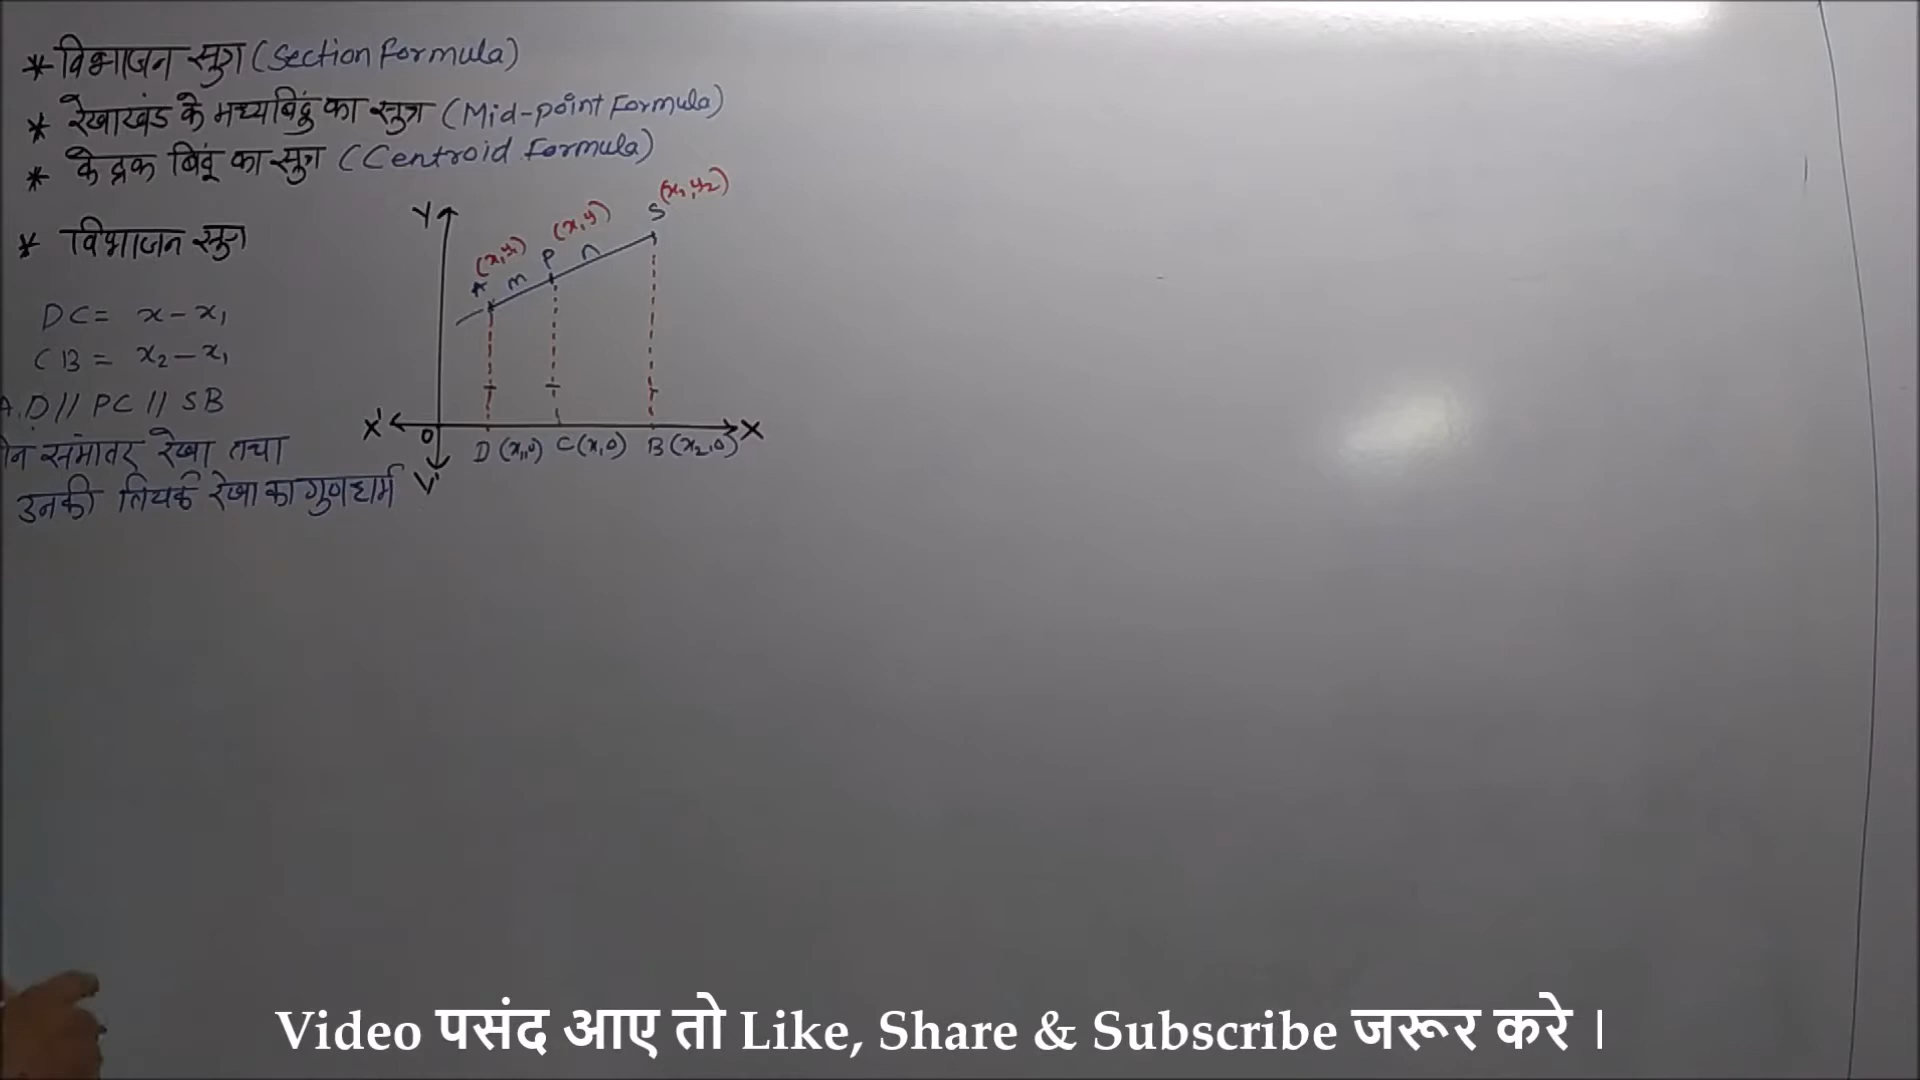 * विभाजन सुत्र (Section Formula)
* रेखाखंड के मध्यबिंदु का सुत्र (Mid-point Formula)
* केंद्रक बिंदू का सुत्र (Centroid Formula)
* विभाजन सुत्र
DC = x - x₁
CB = x₂ - x₁
A.D // PC // SB
तीन समांतर रेखा तथा
उनकी तिर्यक रेखा का गुणधर्म
Y
A (x₁,y₁)
m
P (x,y)
n
S (x₂,y₂)
X'
O
D (x₁,0)
C (x,0)
B (x₂,0)
X
Y'
Video पसंद आए तो Like, Share & Subscribe जरूर करे ।